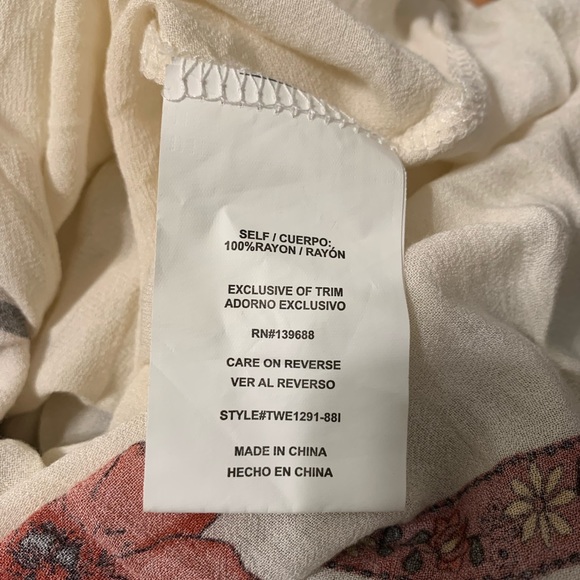 SELF / CUERPO:
100%RAYON / RAYÓN
EXCLUSIVE OF TRIM
ADORNO EXCLUSIVO
RN#139688
CARE ON REVERSE
VER AL REVERSO
STYLE#TWE1291-88I
MADE IN CHINA
HECHO EN CHINA